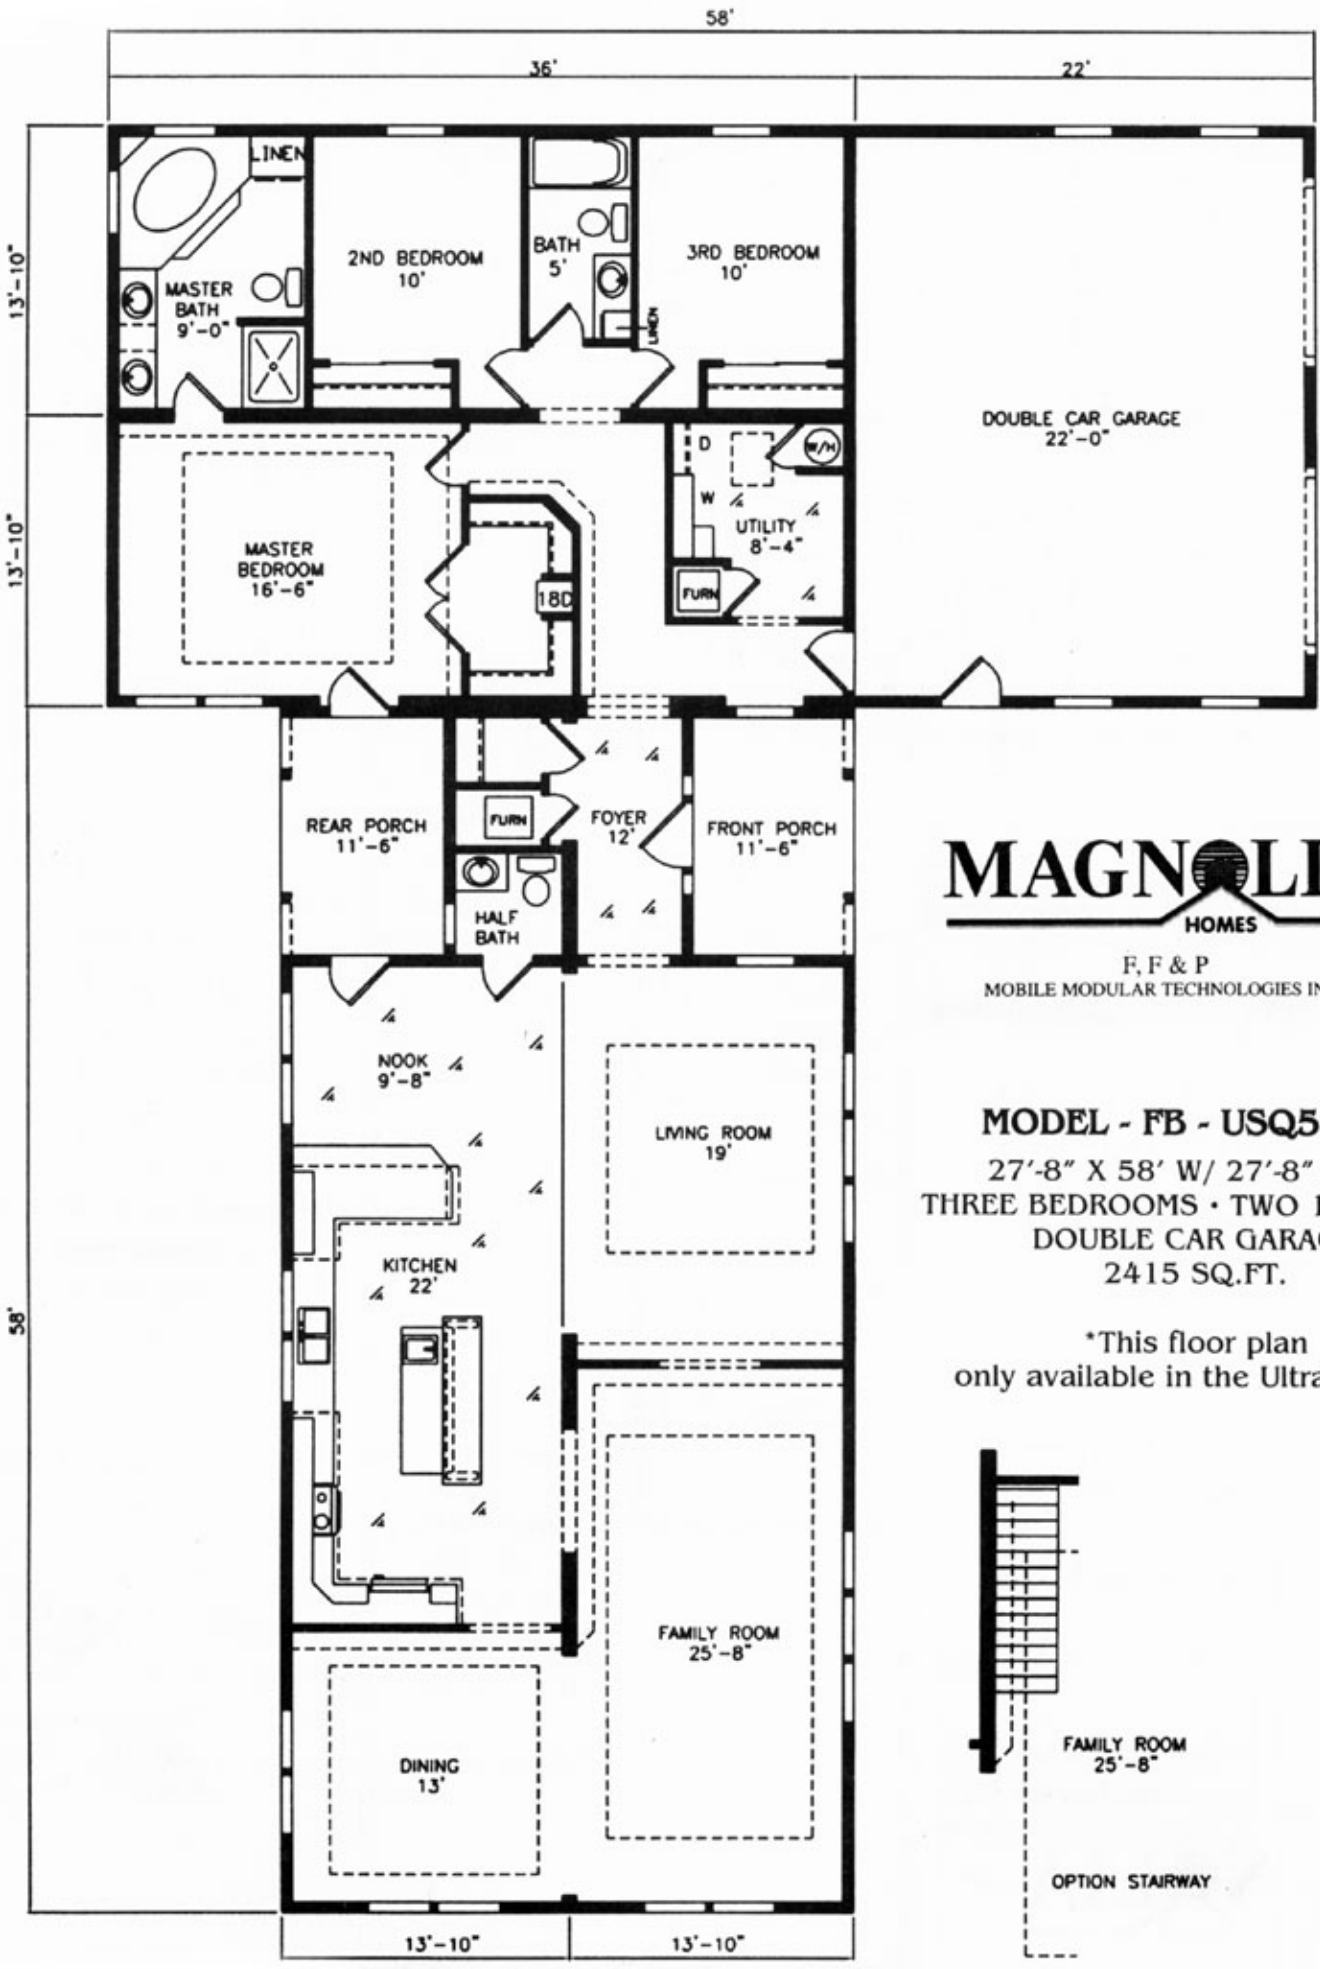 58'
36'
22'
13'-10"
13'-10"
58'
LINEN
MASTER
BATH
9'-0"
2ND BEDROOM
10'
BATH
5'
LINEN
3RD BEDROOM
10'
DOUBLE CAR GARAGE
22'-0"
D
W/H
W
UTILITY
8'-4"
FURN
MASTER
BEDROOM
16'-6"
18D
REAR PORCH
11'-6"
FURN
FOYER
12'
FRONT PORCH
11'-6"
HALF
BATH
NOOK
9'-8"
LIVING ROOM
19'
KITCHEN
22'
FAMILY ROOM
25'-8"
DINING
13'
13'-10"
13'-10"
MAGNOLI
HOMES
F, F & P
MOBILE MODULAR TECHNOLOGIES IN
MODEL - FB - USQ5
27'-8" X 58' W/ 27'-8"
THREE BEDROOMS • TWO
DOUBLE CAR GARA
2415 SQ.FT.
*This floor plan
only available in the Ultra
FAMILY ROOM
25'-8"
OPTION STAIRWAY